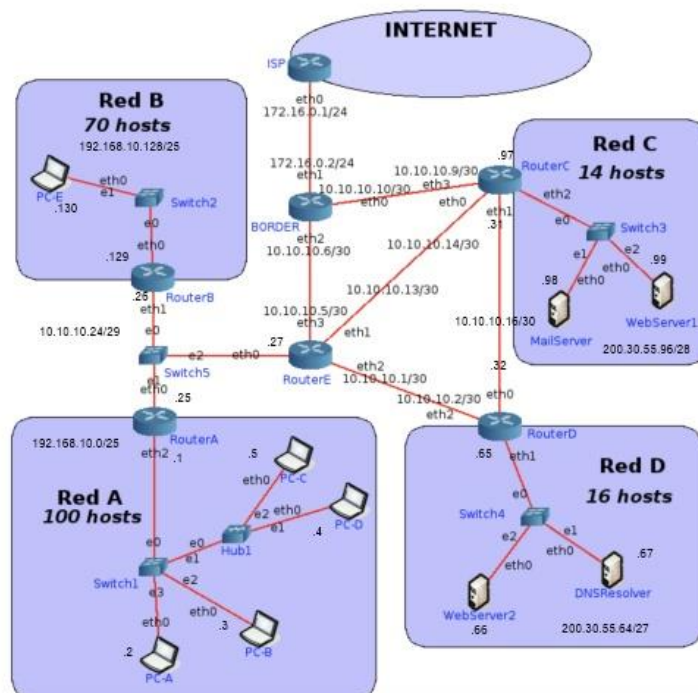 INTERNET
ISP
eth0
172.16.0.1/24
Red B
70 hosts
192.168.10.128/25
PC-E
eth0
e1
.130
Switch2
e0
eth0
.129
RouterB
172.16.0.2/24
eth1
10.10.10.10/30
eth0
BORDER
eth2
10.10.10.6/30
10.10.10.9/30
eth3
.97
RouterC
eth0
eth1
.31
eth2
Red C
14 hosts
e0
Switch3
e1
e2
eth0
eth0
.98
.99
MailServer
WebServer1
200.30.55.96/28
10.10.10.14/30
10.10.10.13/30
10.10.10.16/30
.26
eth1
10.10.10.24/29
e0
e2
Switch5
eth0
.25
eth0
.27
10.10.10.5/30
eth3
eth1
RouterE
eth2
10.10.10.1/30
10.10.10.2/30
eth2
.32
eth0
RouterD
192.168.10.0/25
RouterA
eth2
.1
Red A
100 hosts
.5
eth0
PC-C
e2
eth0
e1
.4
PC-D
e0
Hub1
e0
e1
Switch1
e2
e3
eth0
.3
PC-B
eth0
.2
PC-A
.65
eth1
Red D
16 hosts
e0
Switch4
e2
e1
eth0
eth0
.67
DNSResolver
WebServer2
.66
200.30.55.64/27